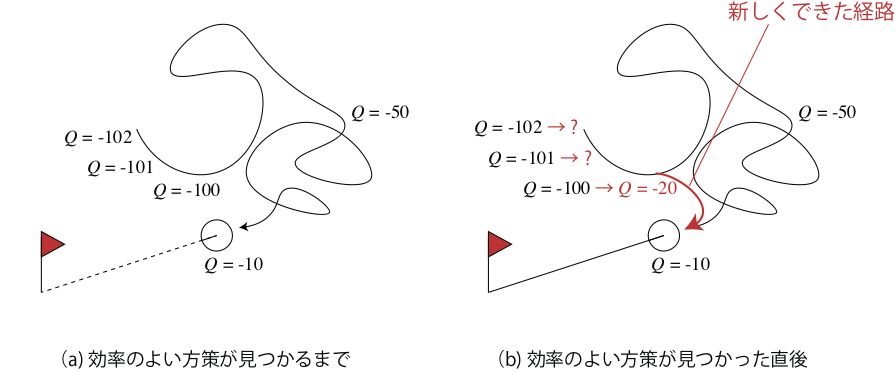 Q = -102
Q = -101
Q = -100
Q = -50
Q = -10
(a) 効率のよい方策が見つかるまで
新しくできた経路
Q = -102 → ?
Q = -101 → ?
Q = -100 → Q = -20
Q = -50
Q = -10
(b) 効率のよい方策が見つかった直後